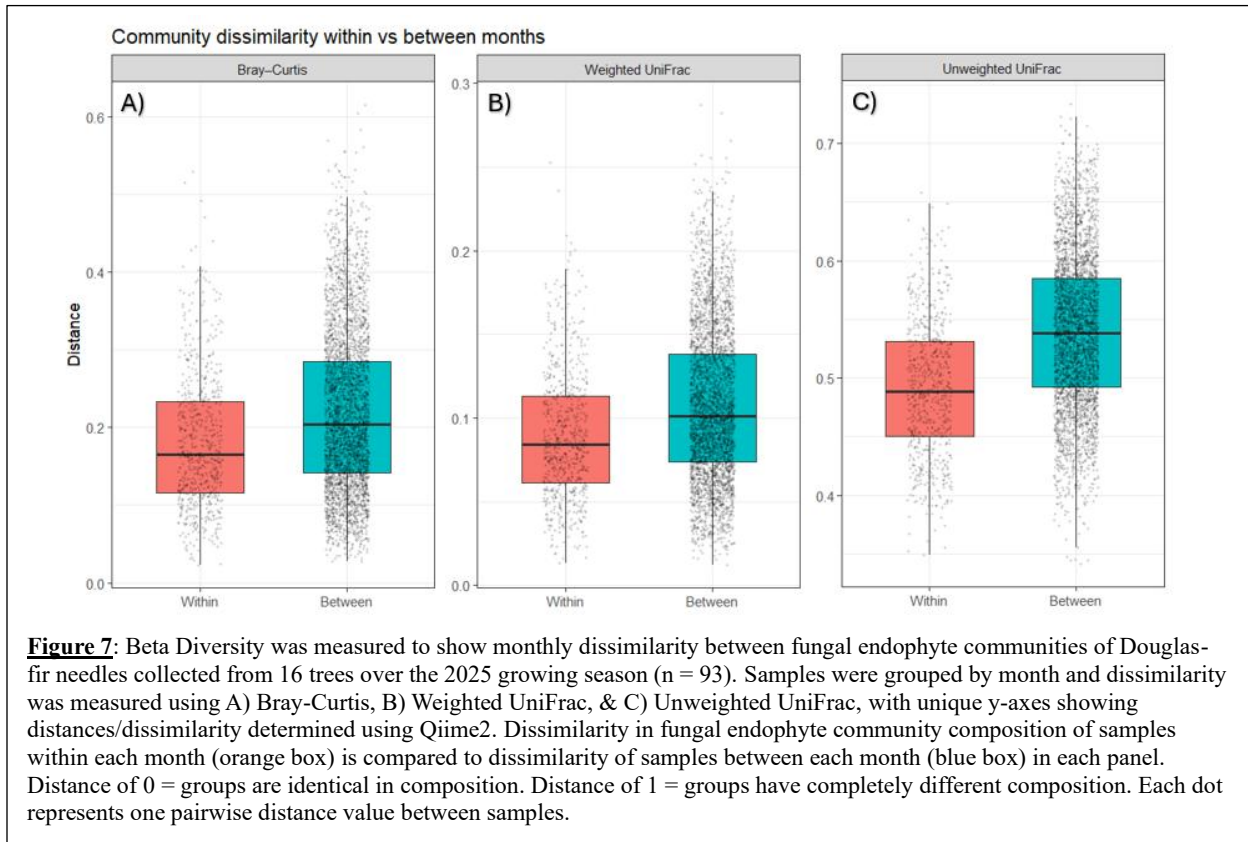 Community dissimilarity within vs between months
Bray–Curtis
Weighted UniFrac
Unweighted UniFrac
A)
B)
C)
Distance
0.6
0.4
0.2
0.0
0.3
0.2
0.1
0.0
0.7
0.6
0.5
0.4
Within
Between
Within
Between
Within
Between
Figure 7: Beta Diversity was measured to show monthly dissimilarity between fungal endophyte communities of Douglas-
fir needles collected from 16 trees over the 2025 growing season (n = 93). Samples were grouped by month and dissimilarity
was measured using A) Bray-Curtis, B) Weighted UniFrac, & C) Unweighted UniFrac, with unique y-axes showing
distances/dissimilarity determined using Qiime2. Dissimilarity in fungal endophyte community composition of samples
within each month (orange box) is compared to dissimilarity of samples between each month (blue box) in each panel.
Distance of 0 = groups are identical in composition. Distance of 1 = groups have completely different composition. Each dot
represents one pairwise distance value between samples.